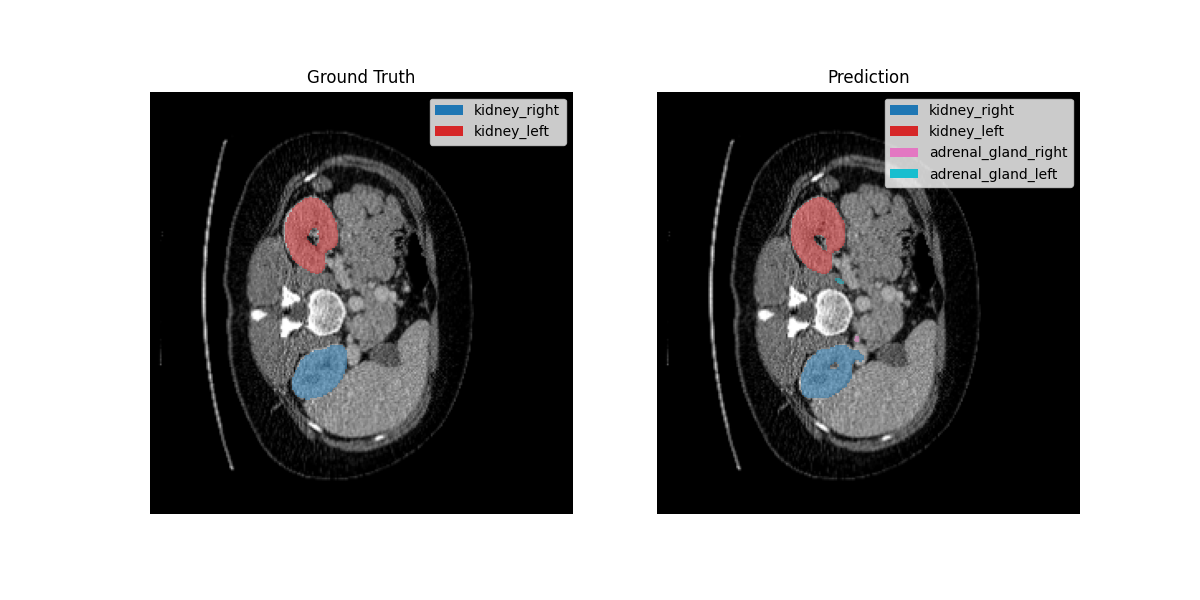 Ground Truth
kidney_right
kidney_left
Prediction
kidney_right
kidney_left
adrenal_gland_right
adrenal_gland_left